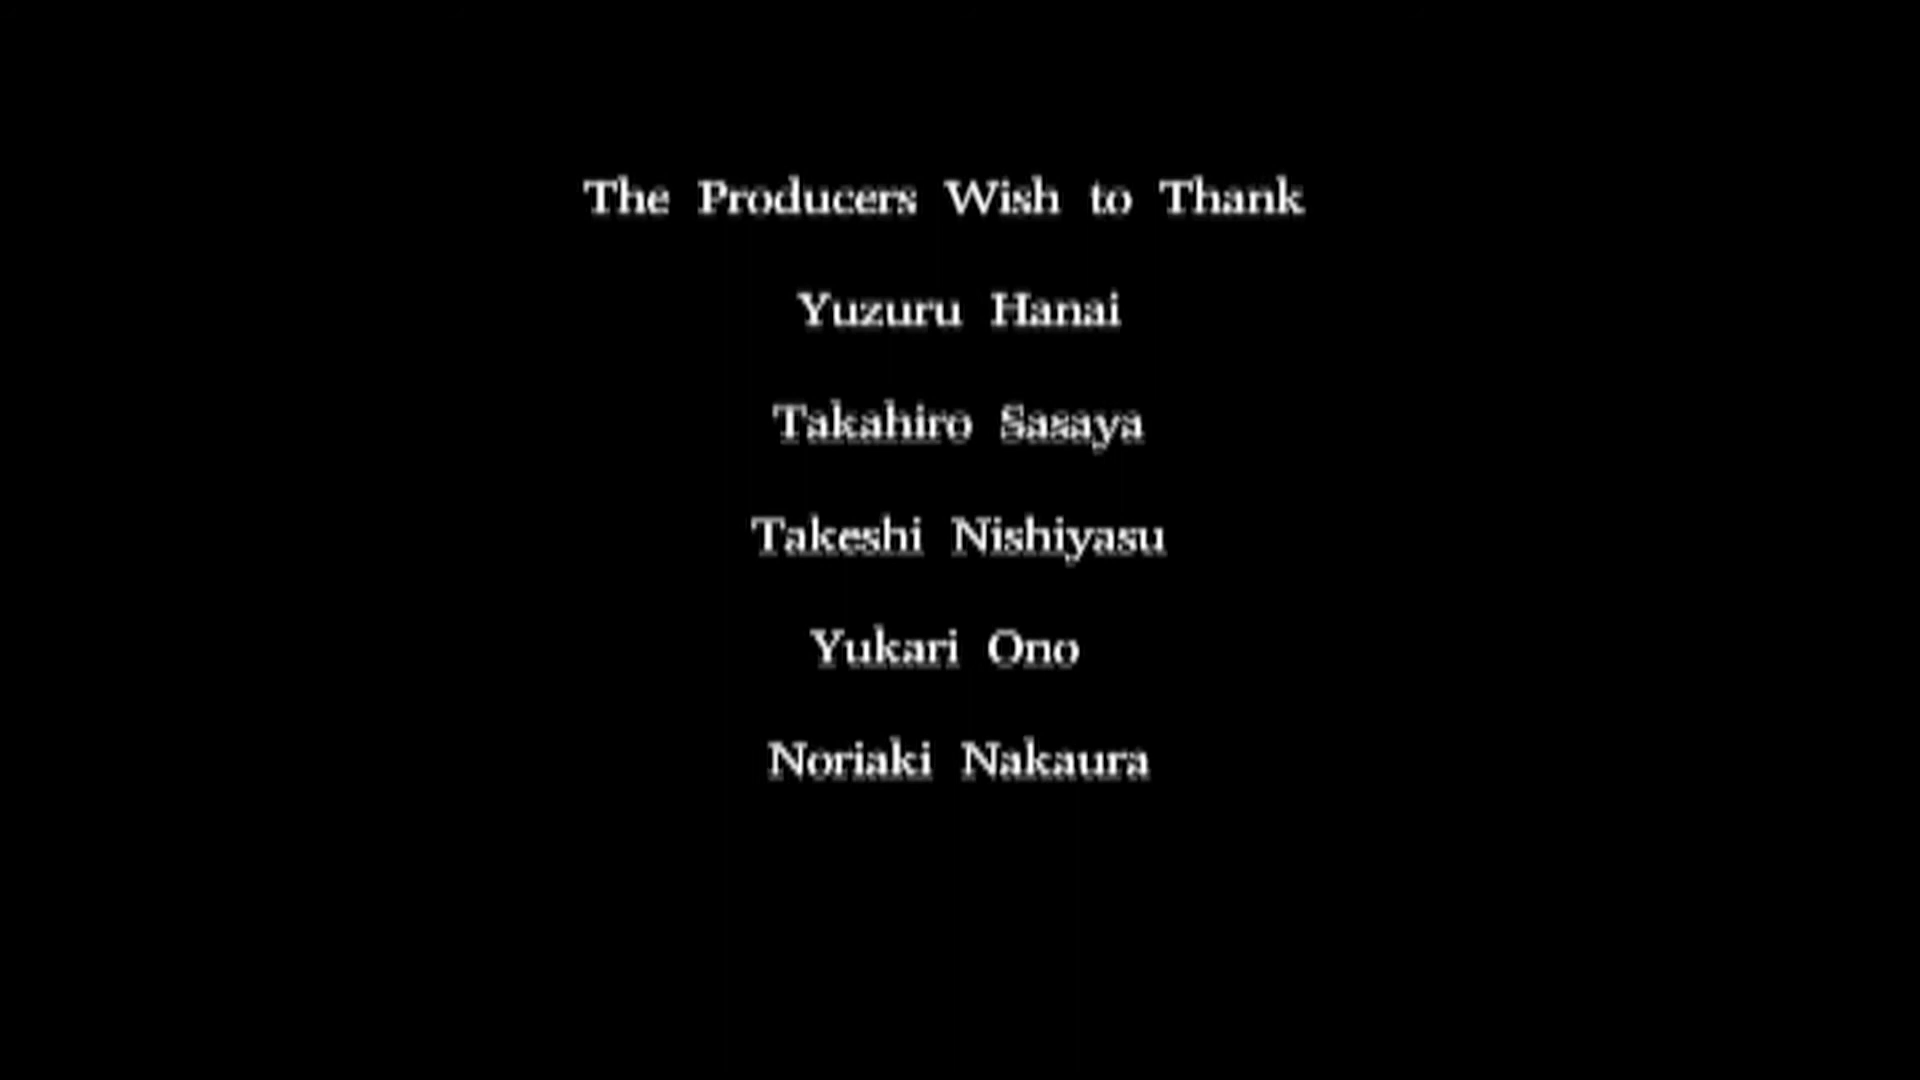 The Producers Wish to Thank
Yuzuru Hanai
Takahiro Sasaya
Takeshi Nishiyasu
Yukari Ono
Noriaki Nakaura